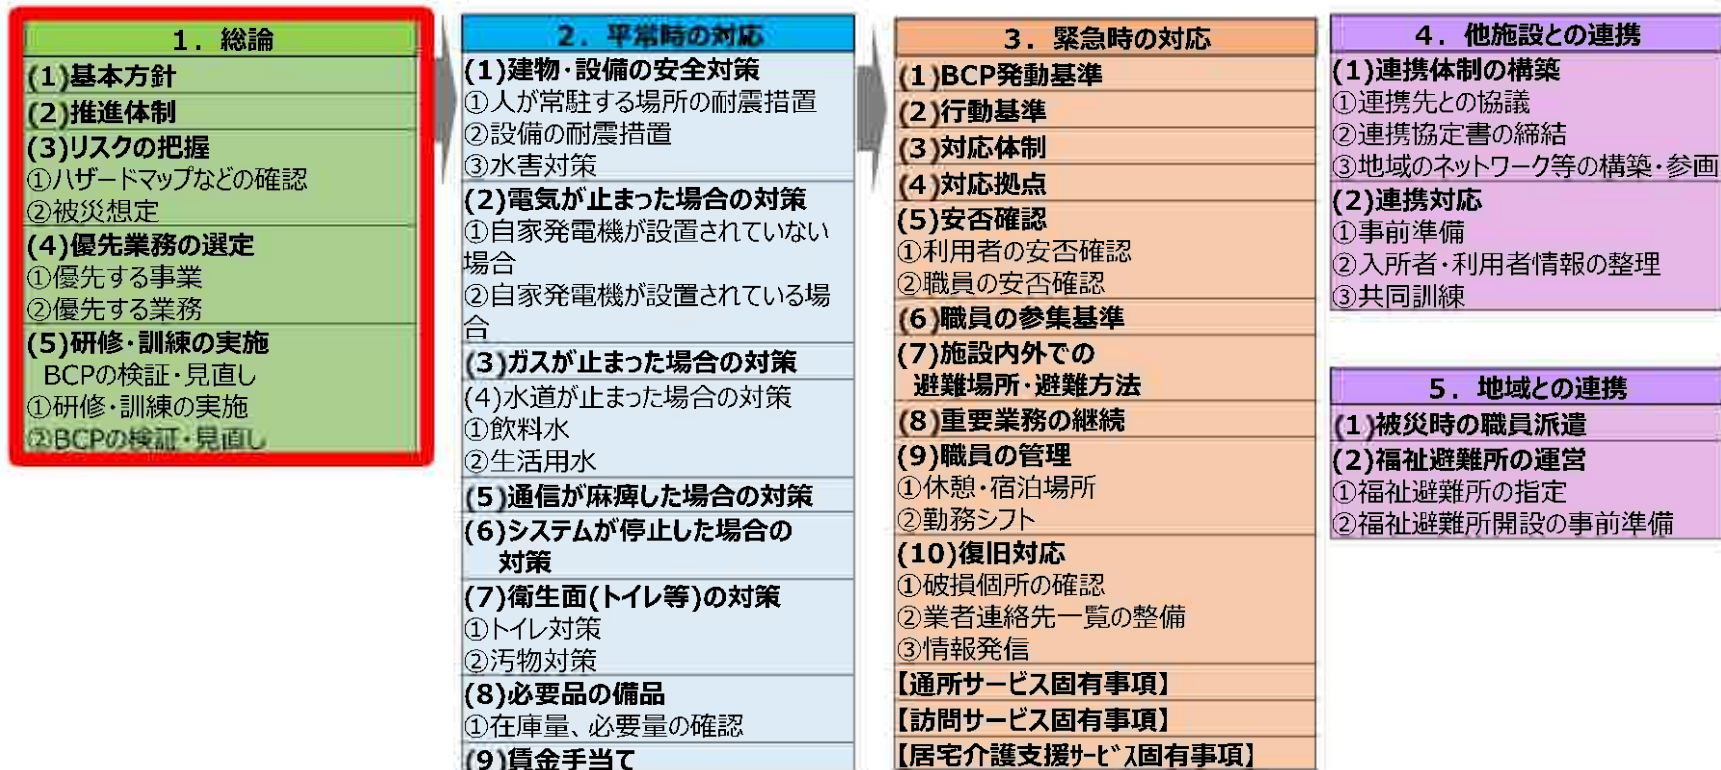 1. 総論
(1)基本方針
(2)推進体制
(3)リスクの把握
①ハザードマップなどの確認
②被災想定
(4)優先業務の選定
①優先する事業
②優先する業務
(5)研修・訓練の実施
BCPの検証・見直し
①研修・訓練の実施
②BCPの検証・見直し
2. 平常時の対応
(1)建物・設備の安全対策
①人が常駐する場所の耐震措置
②設備の耐震措置
③水害対策
(2)電気が止まった場合の対策
①自家発電機が設置されていない
場合
②自家発電機が設置されている場
合
(3)ガスが止まった場合の対策
(4)水道が止まった場合の対策
①飲料水
②生活用水
(5)通信が麻痺した場合の対策
(6)システムが停止した場合の
対策
(7)衛生面(トイレ等)の対策
①トイレ対策
②汚物対策
(8)必要品の備品
①在庫量、必要量の確認
(9)賃金手当て
3. 緊急時の対応
(1)BCP発動基準
(2)行動基準
(3)対応体制
(4)対応拠点
(5)安否確認
①利用者の安否確認
②職員の安否確認
(6)職員の参集基準
(7)施設内外での
避難場所・避難方法
(8)重要業務の継続
(9)職員の管理
①休憩・宿泊場所
②勤務シフト
(10)復旧対応
①破損個所の確認
②業者連絡先一覧の整備
③情報発信
【通所サービス固有事項】
【訪問サービス固有事項】
【居宅介護支援ｻｰﾋﾞｽ固有事項】
4. 他施設との連携
(1)連携体制の構築
①連携先との協議
②連携協定書の締結
③地域のネットワーク等の構築・参画
(2)連携対応
①事前準備
②入所者・利用者情報の整理
③共同訓練
5. 地域との連携
(1)被災時の職員派遣
(2)福祉避難所の運営
①福祉避難所の指定
②福祉避難所開設の事前準備